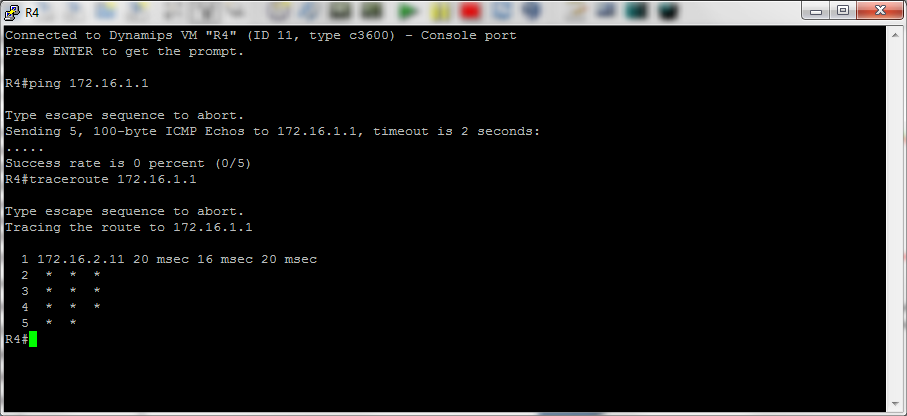 R4
Connected to Dynamips VM "R4" (ID 11, type c3600) - Console port
Press ENTER to get the prompt.
R4#ping 172.16.1.1
Type escape sequence to abort.
Sending 5, 100-byte ICMP Echos to 172.16.1.1, timeout is 2 seconds:
.....
Success rate is 0 percent (0/5)
R4#traceroute 172.16.1.1
Type escape sequence to abort.
Tracing the route to 172.16.1.1
1 172.16.2.11 20 msec 16 msec 20 msec
2 * * *
3 * * *
4 * * *
5 * *
R4#